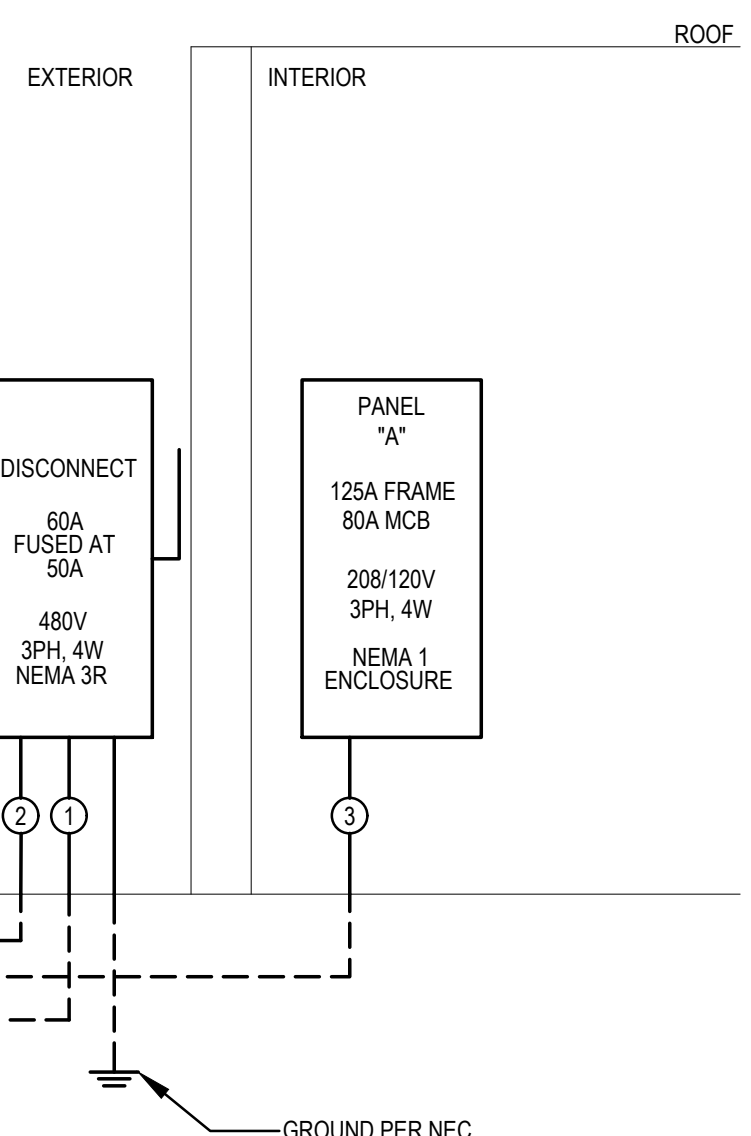 ROOF
EXTERIOR
INTERIOR
DISCONNECT
60A
FUSED AT
50A
480V
3PH, 4W
NEMA 3R
PANEL
"A"
125A FRAME
80A MCB
208/120V
3PH, 4W
NEMA 1
ENCLOSURE
2
1
3
GROUND PER NEC